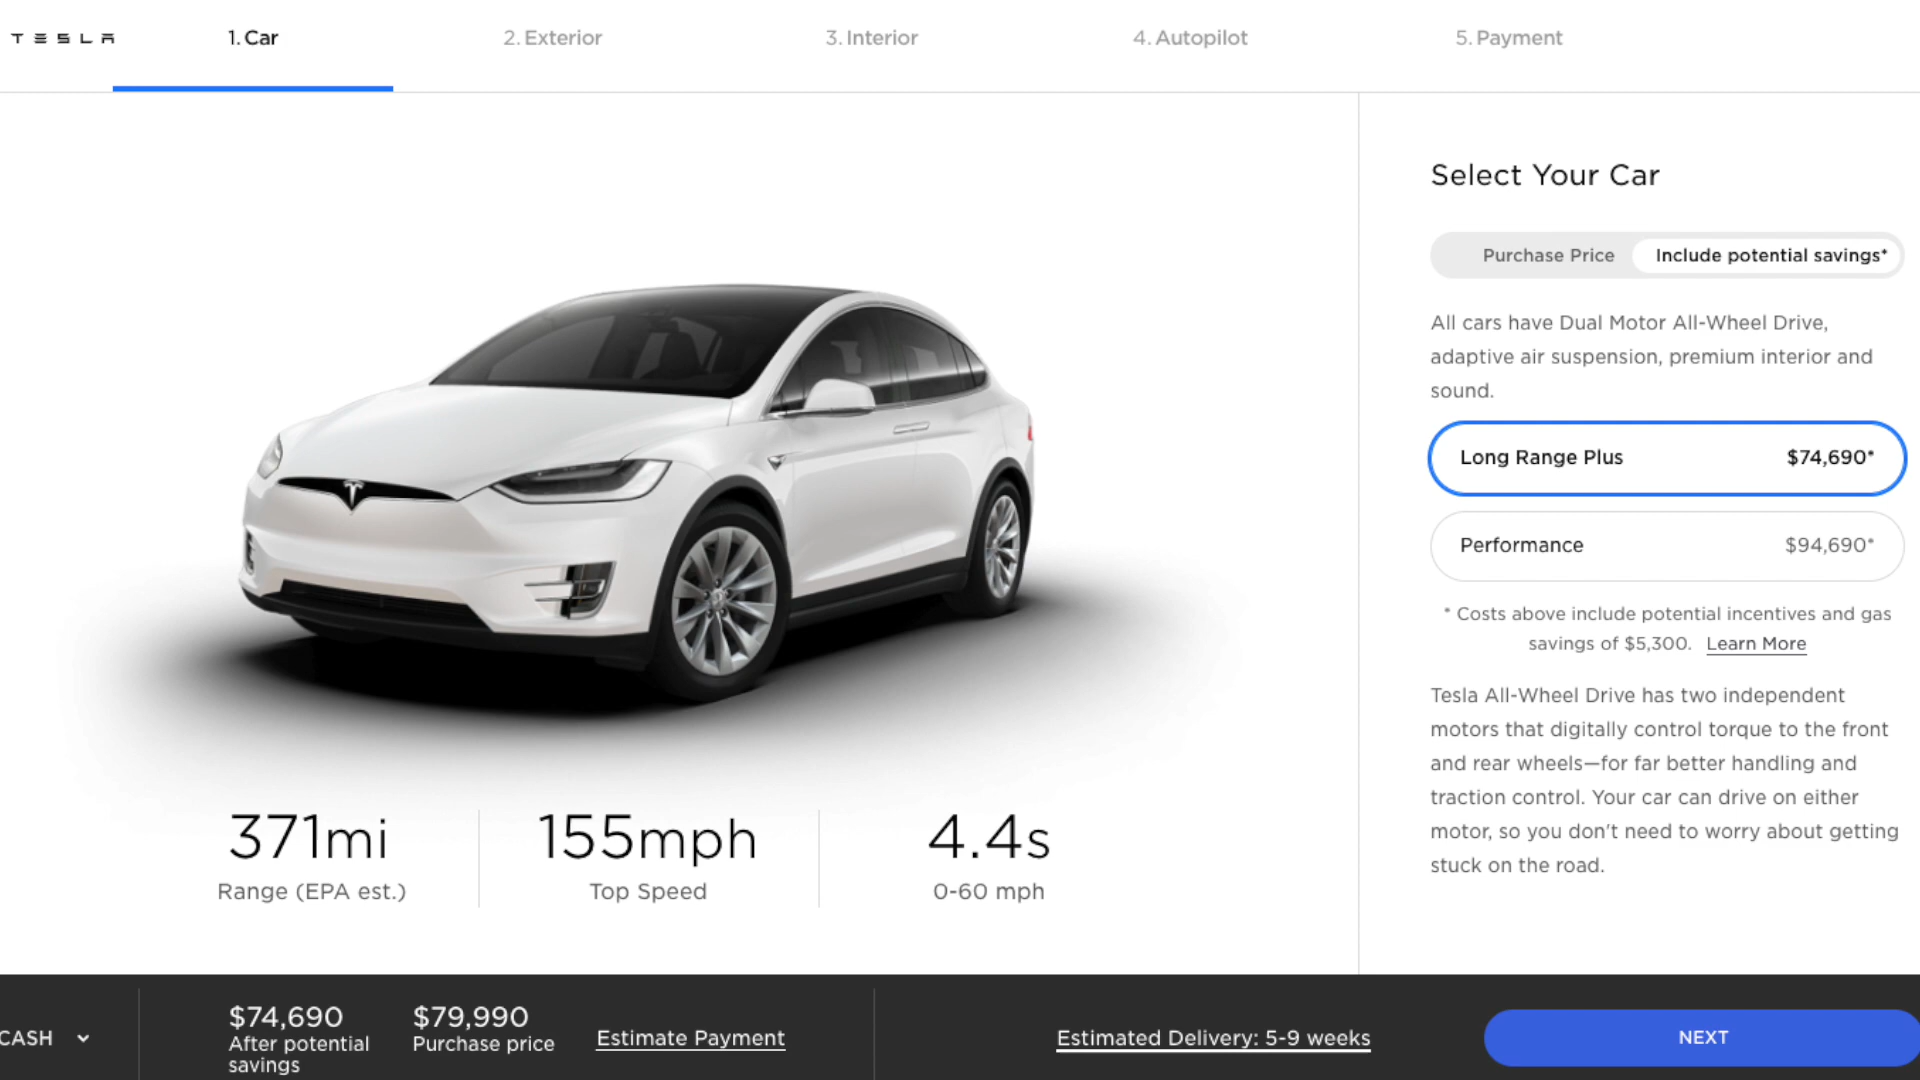 TESLA
1. Car
2. Exterior
3. Interior
4. Autopilot
5. Payment
Select Your Car
Purchase Price
Include potential savings*
All cars have Dual Motor All-Wheel Drive,
adaptive air suspension, premium interior and
sound.
Long Range Plus $74,690*
Performance $94,690*
* Costs above include potential incentives and gas
savings of $5,300. Learn More
Tesla All-Wheel Drive has two independent
motors that digitally control torque to the front
and rear wheels—for far better handling and
traction control. Your car can drive on either
motor, so you don't need to worry about getting
stuck on the road.
371mi
Range (EPA est.)
155mph
Top Speed
4.4s
0-60 mph
CASH
$74,690
After potential
savings
$79,990
Purchase price
Estimate Payment
Estimated Delivery: 5-9 weeks
NEXT